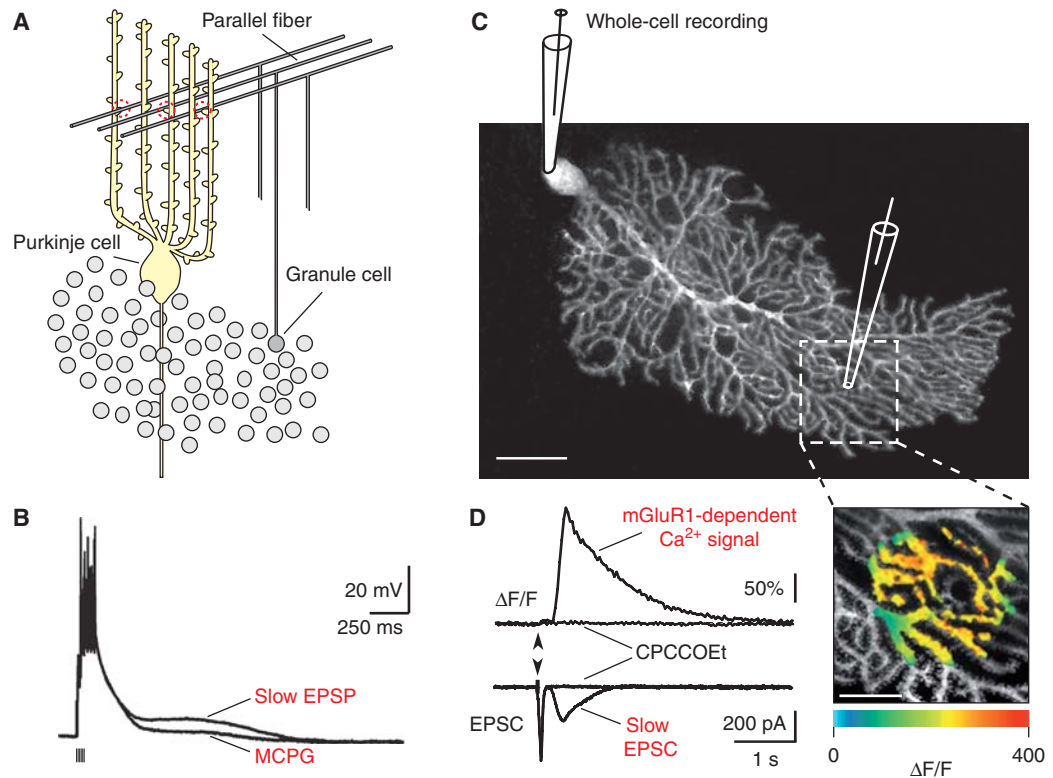 A
Parallel fiber
Purkinje cell
Granule cell
B
20 mV
250 ms
Slow EPSP
MCPG
C
Whole-cell recording
D
mGluR1-dependent
Ca2+ signal
50%
ΔF/F
CPCCOEt
EPSC
Slow
EPSC
200 pA
1 s
0
400
ΔF/F